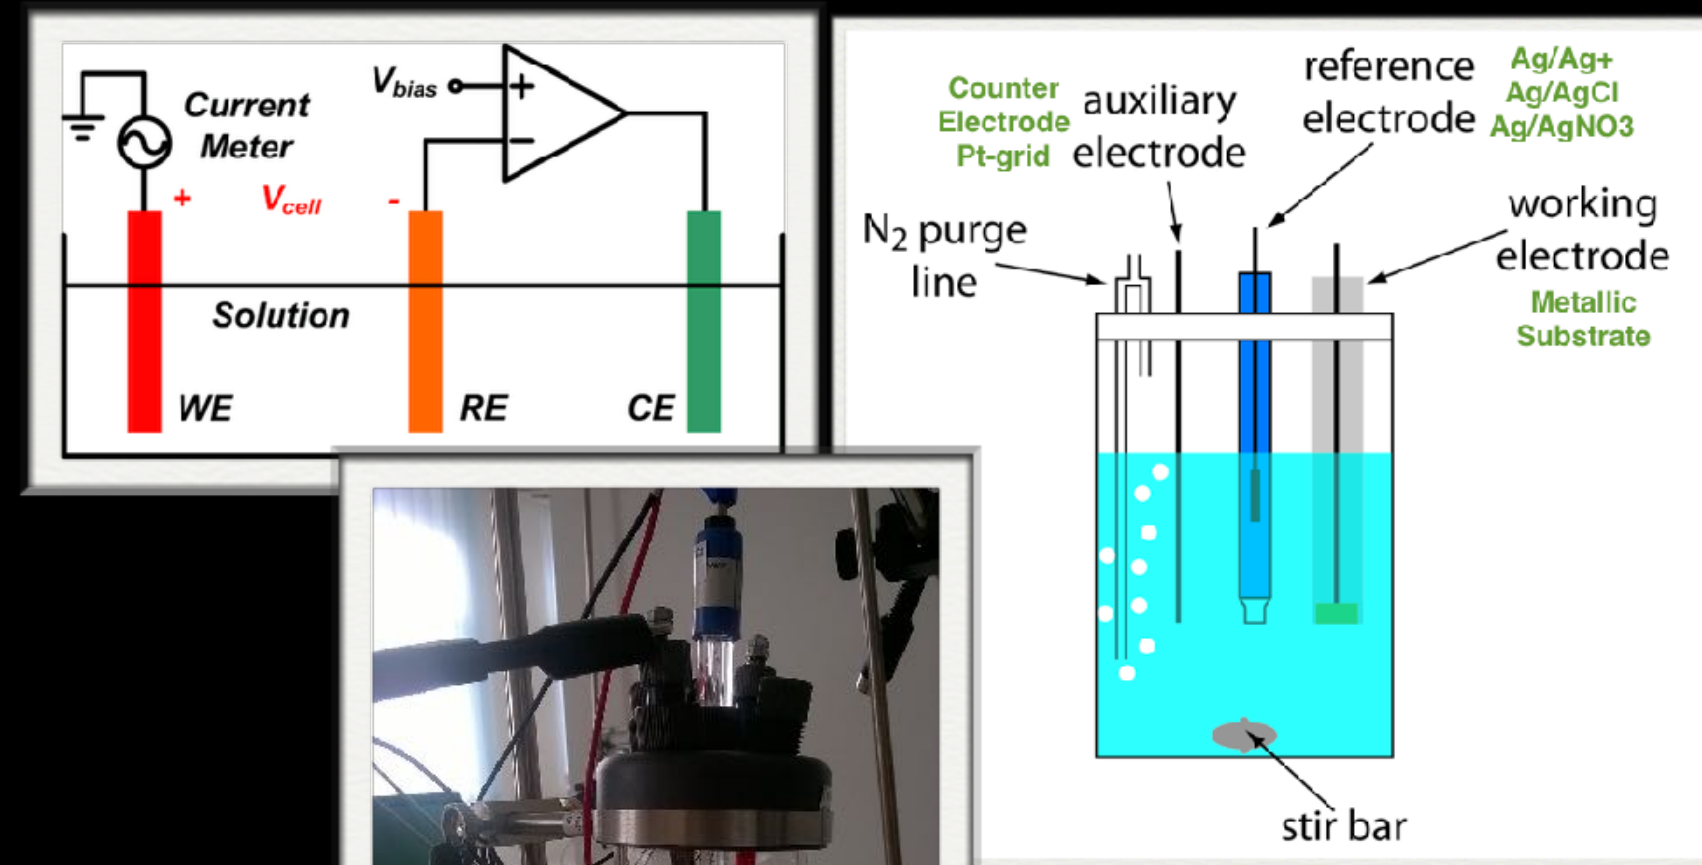 Current
Meter
Vbias
+
−
+
Vcell
-
Solution
WE
RE
CE
Counter
Electrode
Pt-grid
auxiliary
electrode
reference
electrode
Ag/Ag+
Ag/AgCl
Ag/AgNO3
N2 purge
line
working
electrode
Metallic
Substrate
stir bar